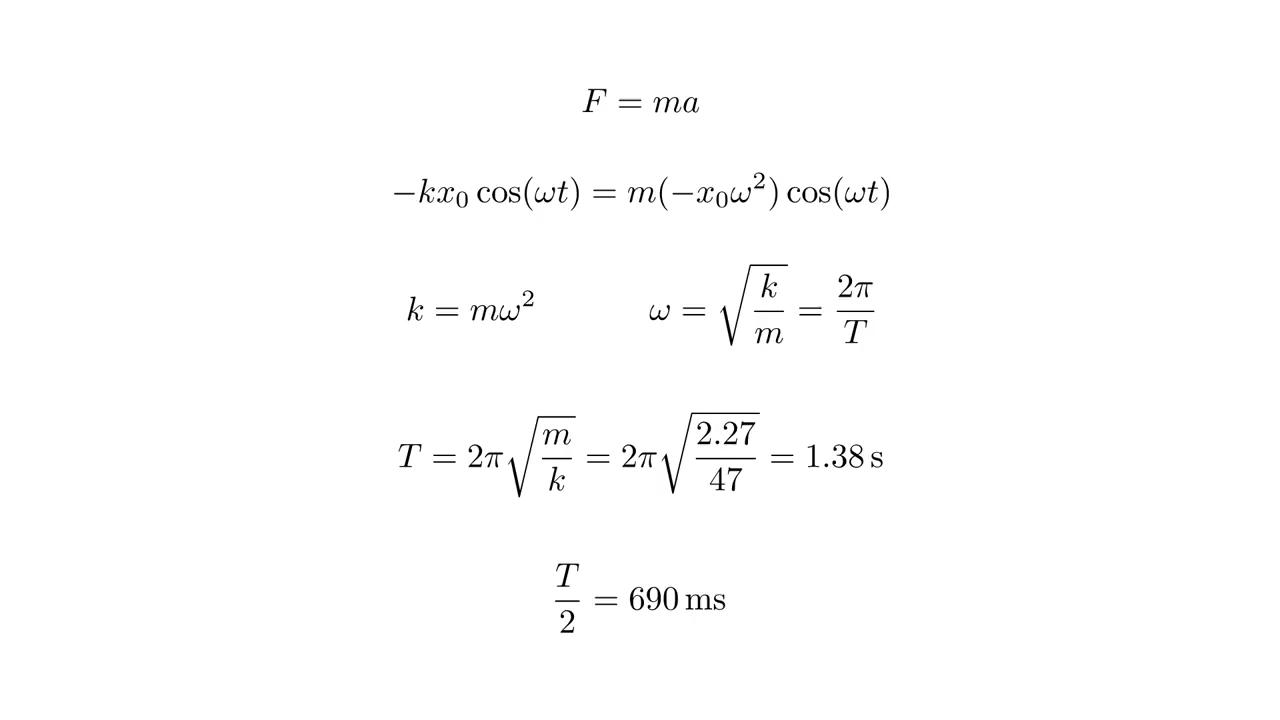 F = ma
−kx₀ cos(ωt) = m(−x₀ω²) cos(ωt)
k = mω²    ω = √(k/m) = 2π/T
T = 2π√(m/k) = 2π√(2.27/47) = 1.38 s
T/2 = 690 ms